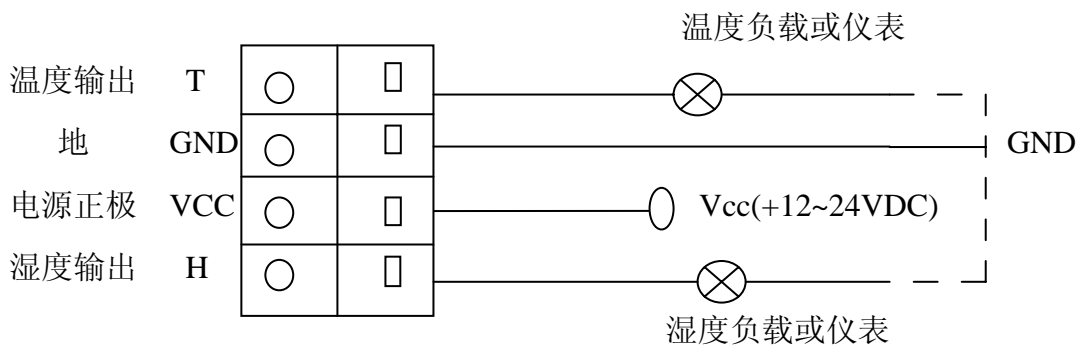 温度负载或仪表
温度输出 T
地 GND GND
电源正极 VCC Vcc(+12~24VDC)
湿度输出 H
湿度负载或仪表